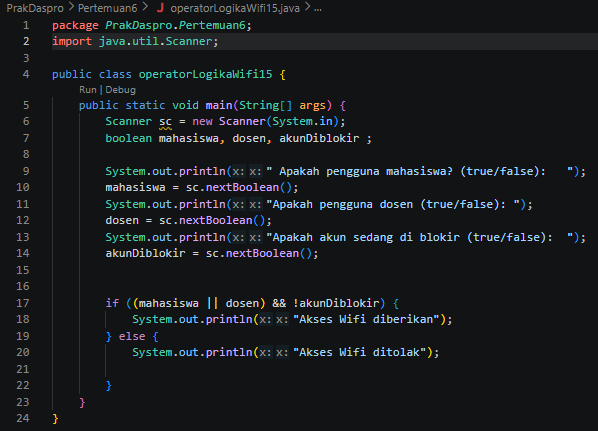 PrakDaspro > Pertemuan6 > J operatorLogikaWifi15.java > ...
1 package PrakDaspro.Pertemuan6;
2 import java.util.Scanner;
3
4 public class operatorLogikaWifi15 {
Run | Debug
5 public static void main(String[] args) {
6 Scanner sc = new Scanner(System.in);
7 boolean mahasiswa, dosen, akunDiblokir ;
8
9 System.out.println(x: x: " Apakah pengguna mahasiswa? (true/false):   ");
10 mahasiswa = sc.nextBoolean();
11 System.out.println(x: x: "Apakah pengguna dosen (true/false): ");
12 dosen = sc.nextBoolean();
13 System.out.println(x: x: "Apakah akun sedang di blokir (true/false):  ");
14 akunDiblokir = sc.nextBoolean();
15
16
17 if ((mahasiswa || dosen) && !akunDiblokir) {
18 System.out.println(x: x: "Akses Wifi diberikan");
19 } else {
20 System.out.println(x: x: "Akses Wifi ditolak");
21
22 }
23 }
24 }